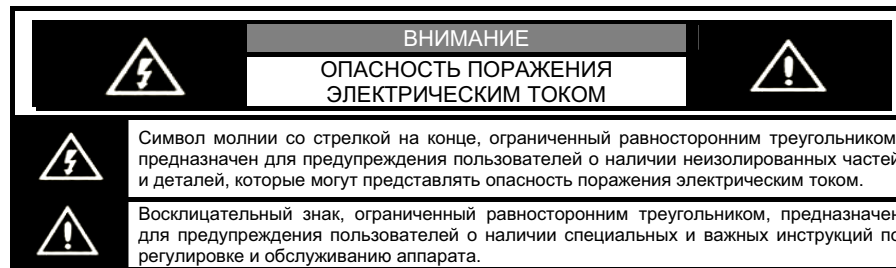 ВНИМАНИЕ
ОПАСНОСТЬ ПОРАЖЕНИЯ
ЭЛЕКТРИЧЕСКИМ ТОКОМ
Символ молнии со стрелкой на конце, ограниченный равносторонним треугольником
предназначен для предупреждения пользователей о наличии неизолированных частей
и деталей, которые могут представлять опасность поражения электрическим током.
Восклицательный знак, ограниченный равносторонним треугольником, предназначен
для предупреждения пользователей о наличии специальных и важных инструкций по
регулировке и обслуживанию аппарата.